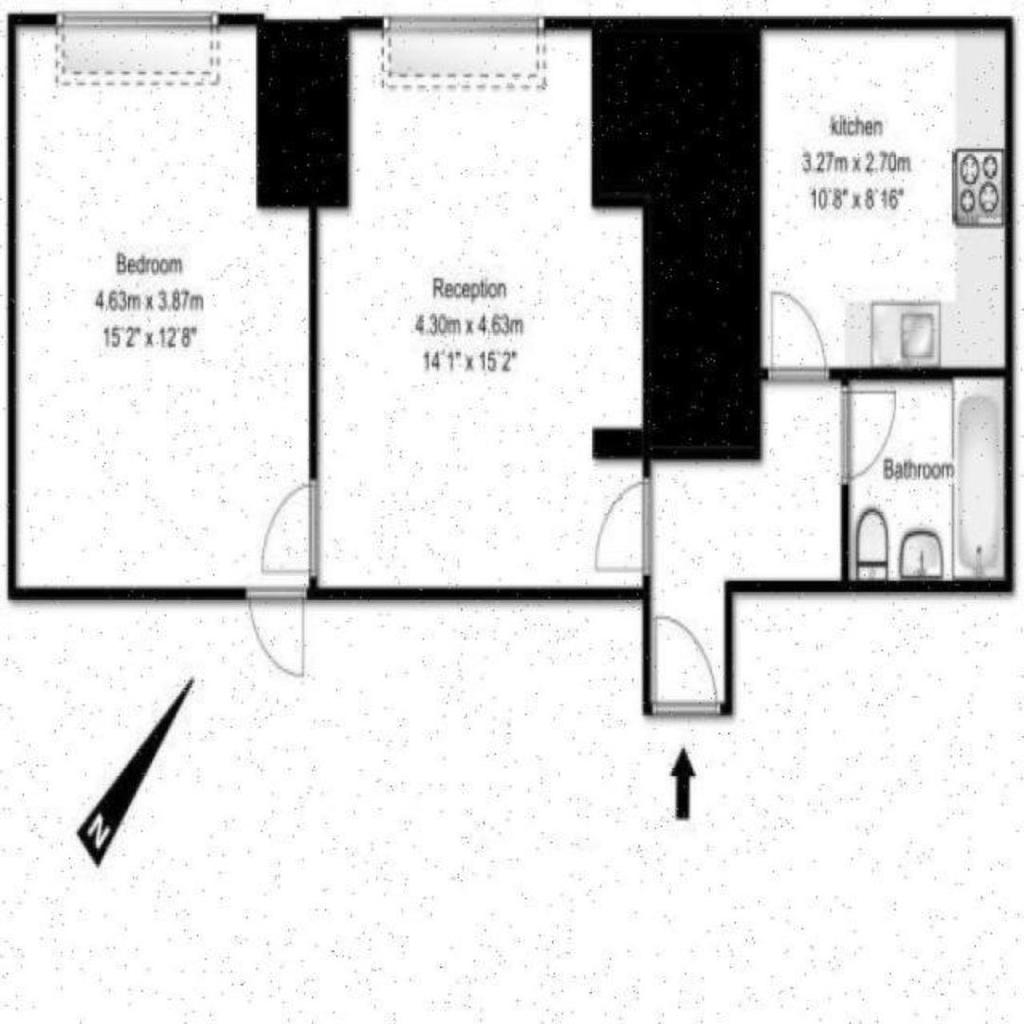 kitchen
3.27m x 2.70m
10'8" x 8'16"
Bedroom
4.63m x 3.87m
15'2" x 12'8"
Reception
4.30m x 4.63m
14'1" x 15'2"
Bathroom
N